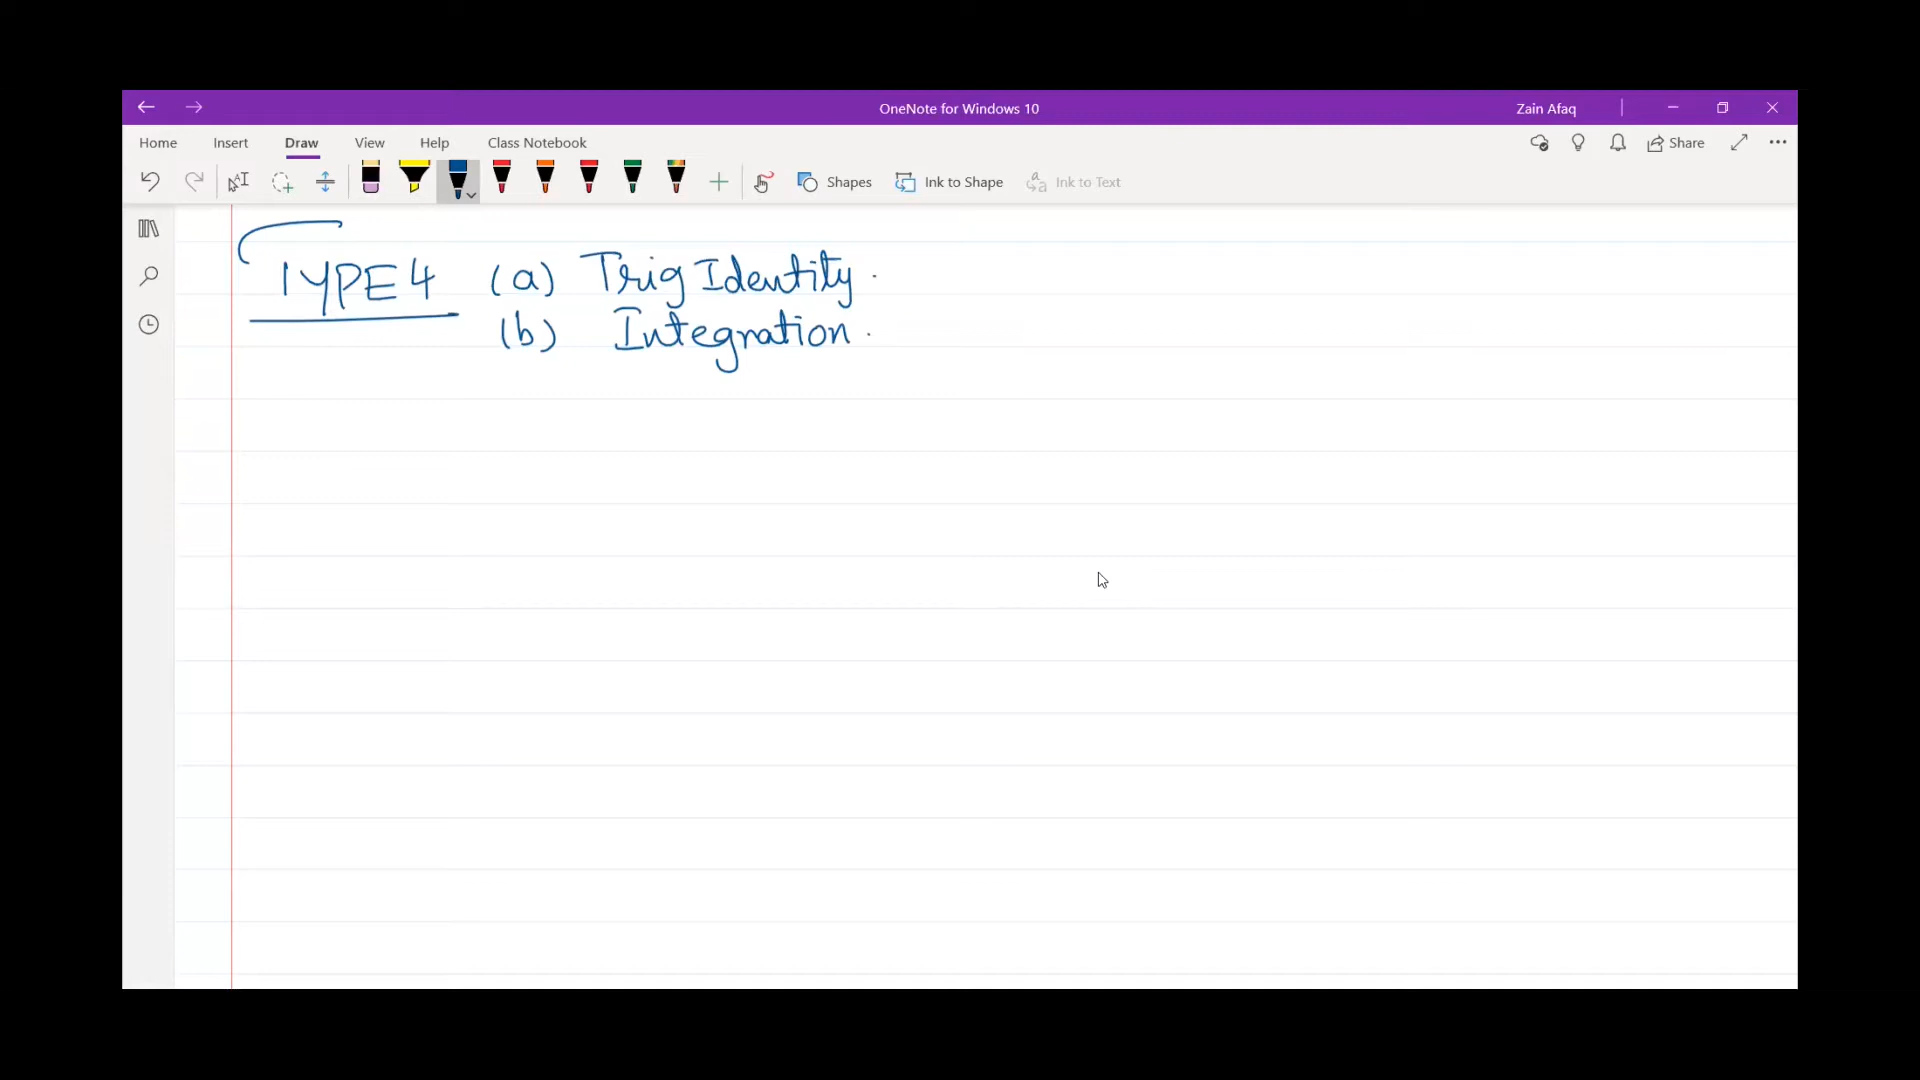 OneNote for Windows 10
Zain Afaq
Home Insert Draw View Help Class Notebook
Share
Shapes Ink to Shape Ink to Text
TYPE 4 (a) Trig Identity.
(b) Integration.